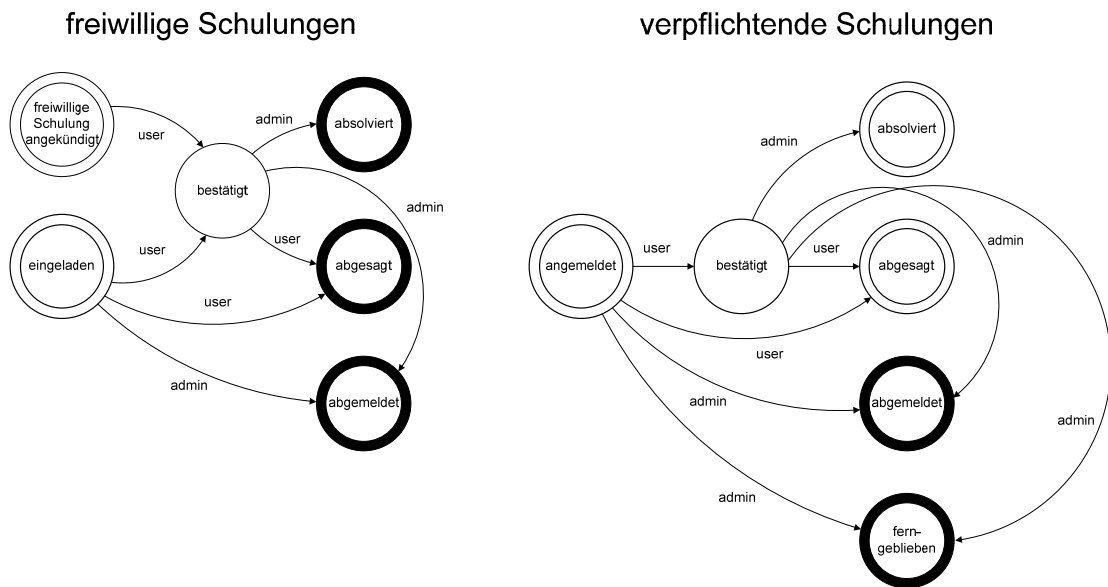 freiwillige Schulungen
freiwillige
Schulung
angekündigt
user
admin
absolviert
bestätigt
admin
eingeladen
user
user
abgesagt
user
admin
abgemeldet
verpflichtende Schulungen
absolviert
admin
angemeldet
user
bestätigt
user
abgesagt
admin
user
admin
abgemeldet
admin
admin
fern-
geblieben